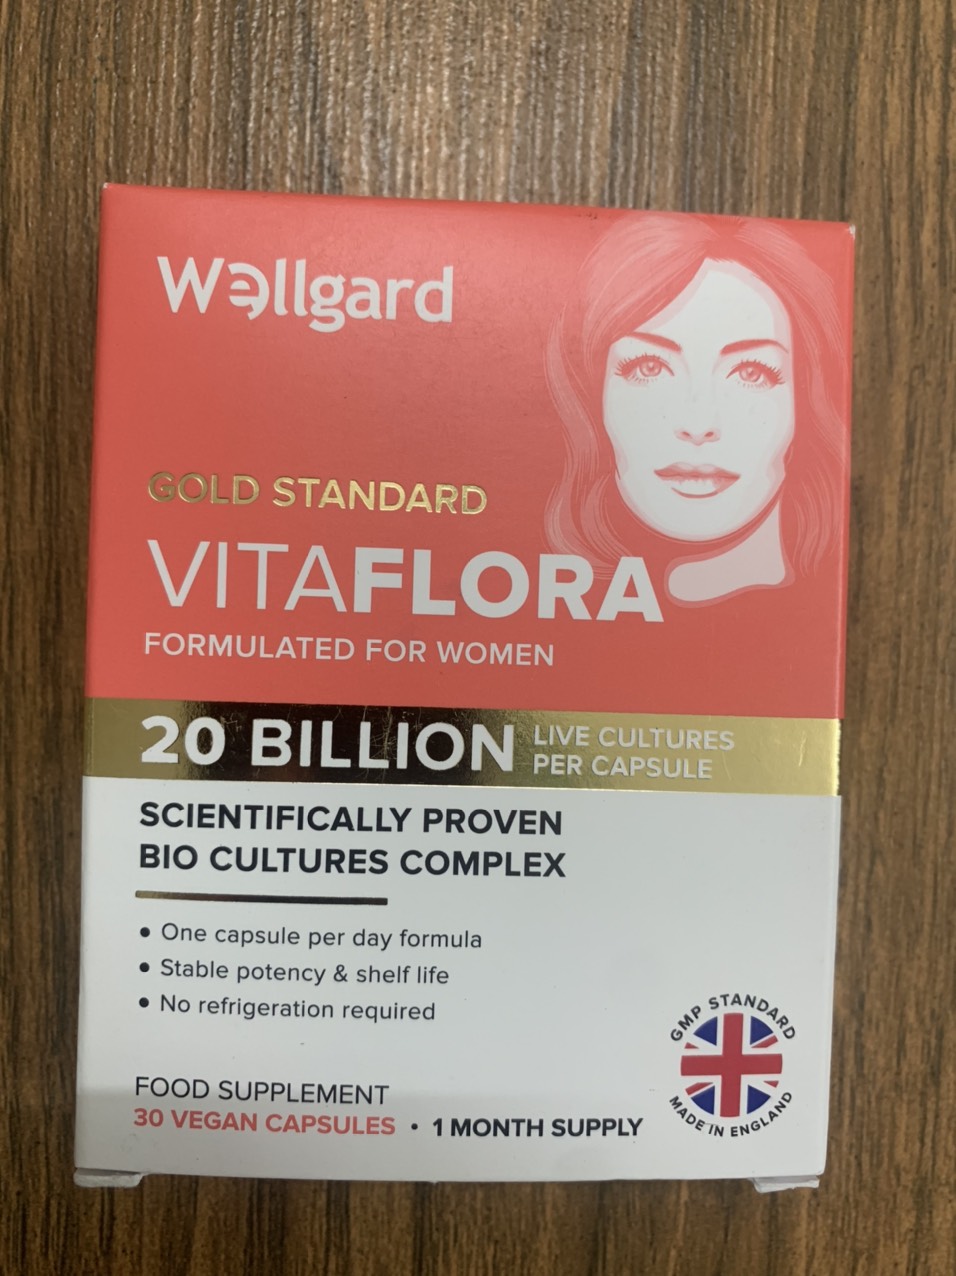 Wellgard
GOLD STANDARD
VITAFLORA
FORMULATED FOR WOMEN
20 BILLION
LIVE CULTURES
PER CAPSULE
SCIENTIFICALLY PROVEN
BIO CULTURES COMPLEX
• One capsule per day formula
• Stable potency & shelf life
• No refrigeration required
GMP STANDARD
MADE IN ENGLAND
FOOD SUPPLEMENT
30 VEGAN CAPSULES • 1 MONTH SUPPLY